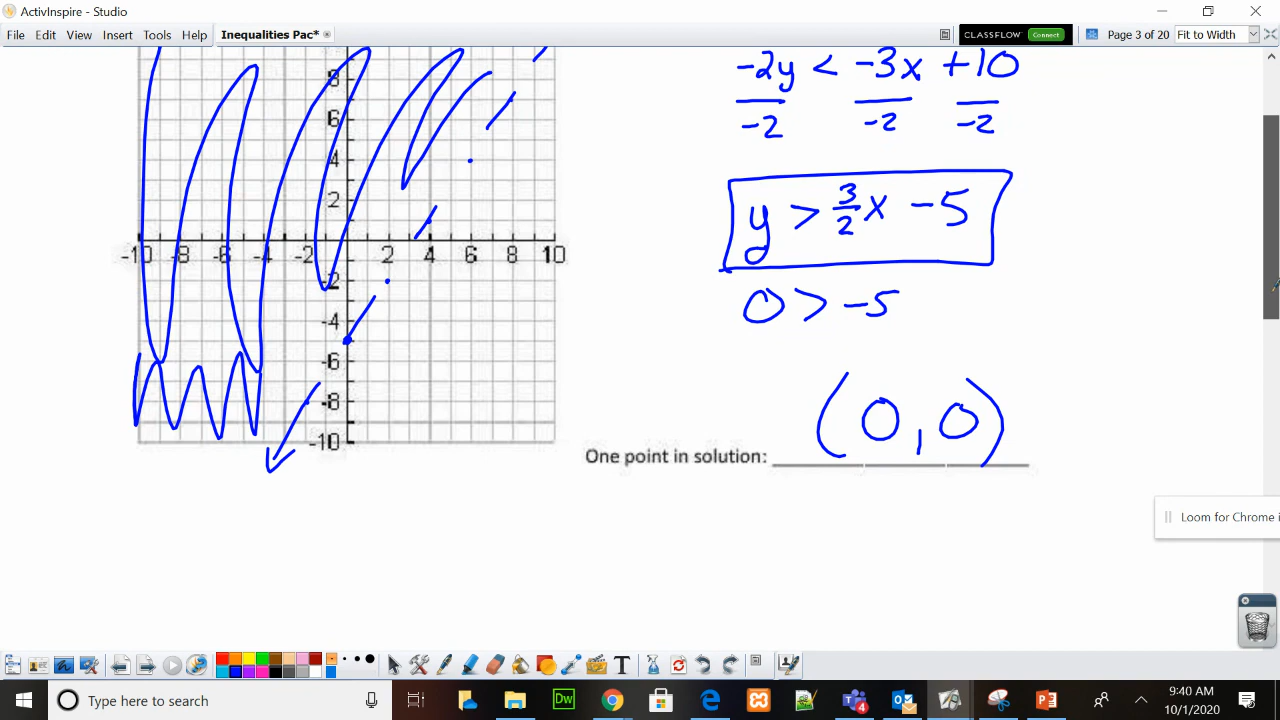 ActivInspire - Studio
File Edit View Insert Tools Help Inequalities Pac* CLASSFLOW Connect Page 3 of 20 Fit to Width
-2y < -3x +10
-2 -2 -2
y > 3/2 x - 5
0 > -5
(0,0)
One point in solution:
8
6
4
2
-10 -8 -6 -4 -2 2 4 6 8 10
-2
-4
-6
-8
-10
Loom for Chrome i
Type here to search
9:40 AM
10/1/2020